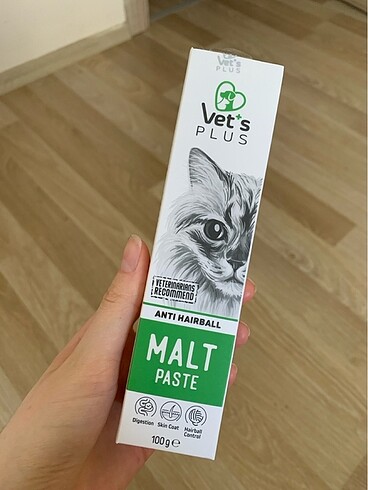 Vet's
PLUS
Vet's
PLUS
VETERINARIANS
RECOMMEND
ANTI HAIRBALL
MALT
PASTE
Digestion
Skin Coat
Hairball
Control
100g e